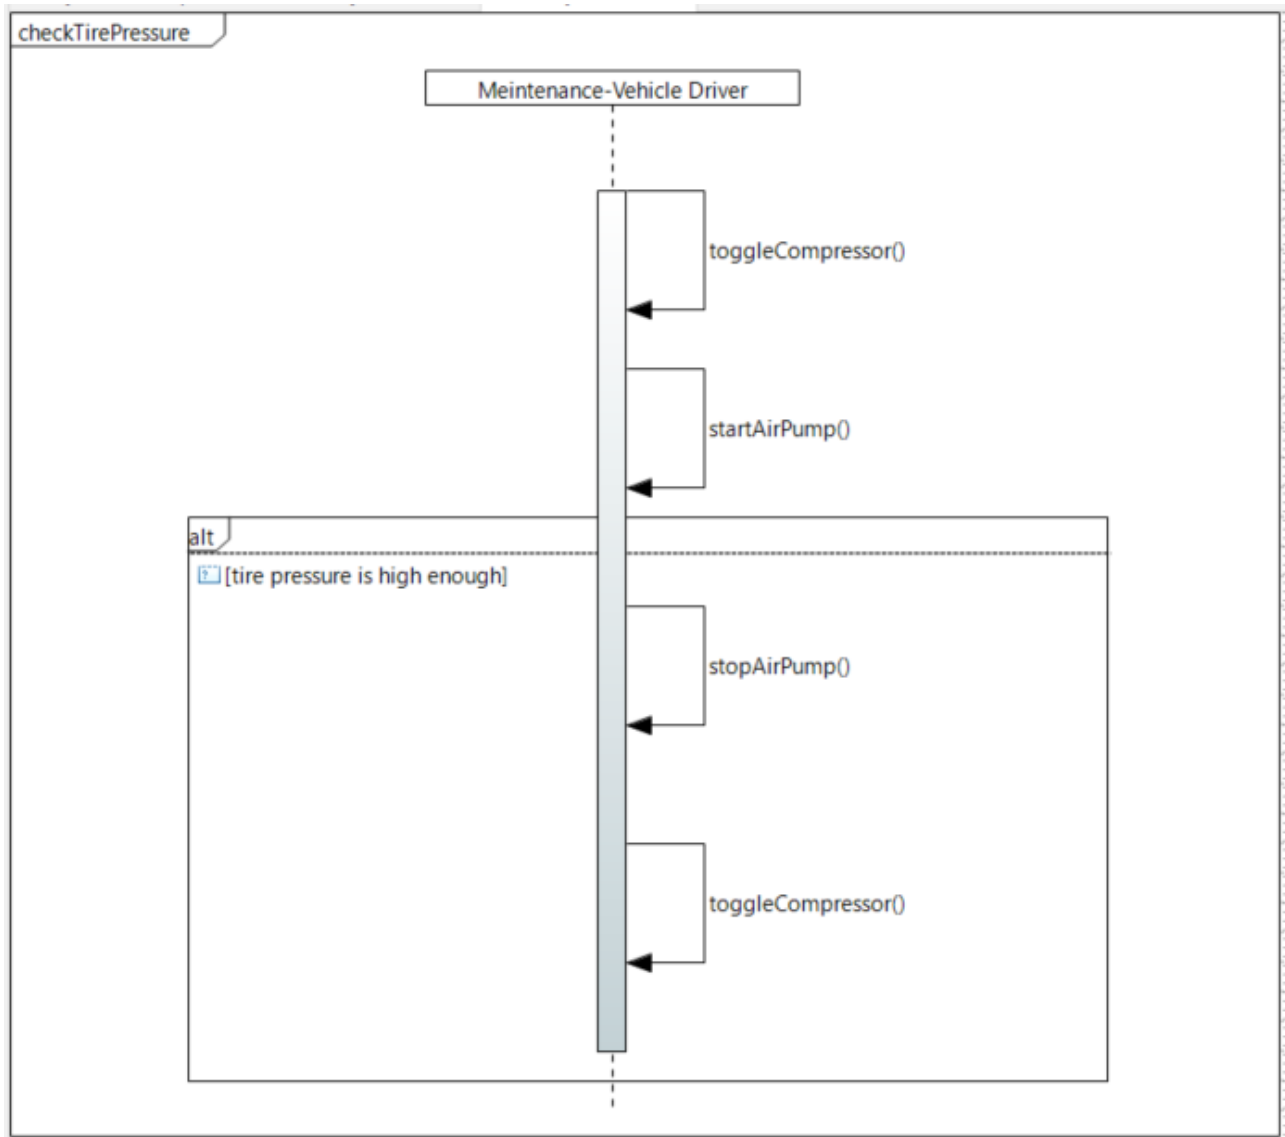 checkTirePressure
Meintenance-Vehicle Driver
toggleCompressor()
startAirPump()
alt
[tire pressure is high enough]
stopAirPump()
toggleCompressor()